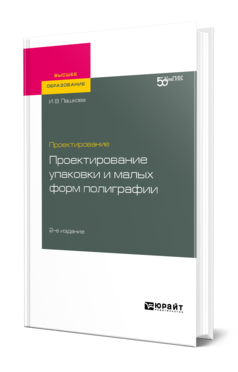 ВЫСШЕЕ
ОБРАЗОВАНИЕ
И. В. Пашкова
Проектирование
Проектирование
упаковки и малых
форм полиграфии
2-е издание
юрайт